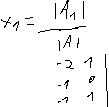 x₁ = |A₁| / |A|
-2 1
-1 0
-1 1